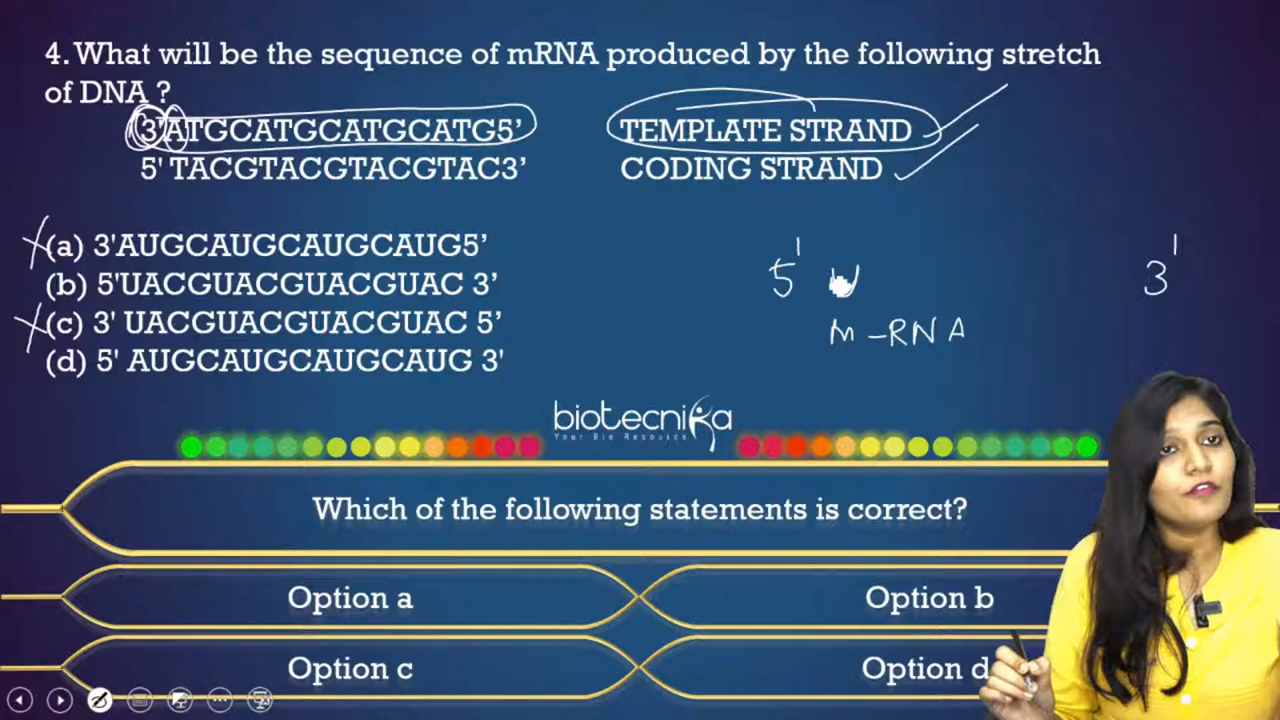 4. What will be the sequence of mRNA produced by the following stretch
of DNA ?
3'ATGCATGCATGCATG5’ TEMPLATE STRAND
5' TACGTACGTACGTAC3’ CODING STRAND
(a) 3'AUGCAUGCAUGCAUG5’
(b) 5'UACGUACGUACGUAC 3’
(c) 3' UACGUACGUACGUAC 5’
(d) 5' AUGCAUGCAUGCAUG 3'
5' U 3'
M-RNA
biotecnika
Your Bio Resource
Which of the following statements is correct?
Option a Option b
Option c Option d